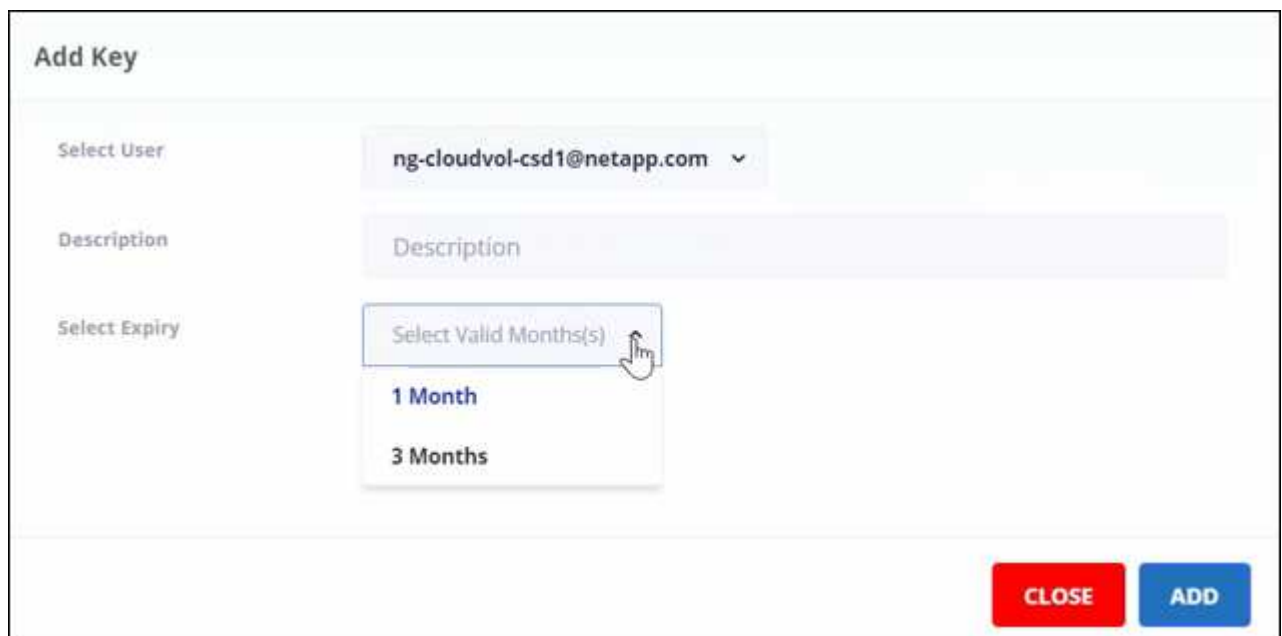 Add Key
Select User
ng-cloudvol-csd1@netapp.com
Description
Description
Select Expiry
Select Valid Months(s)
1 Month
3 Months
CLOSE
ADD